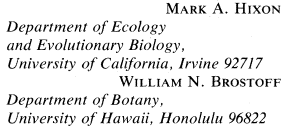 MARK A. HIXON
Department of Ecology
and Evolutionary Biology,
University of California, Irvine 92717
WILLIAM N. BROSTOFF
Department of Botany,
University of Hawaii, Honolulu 96822